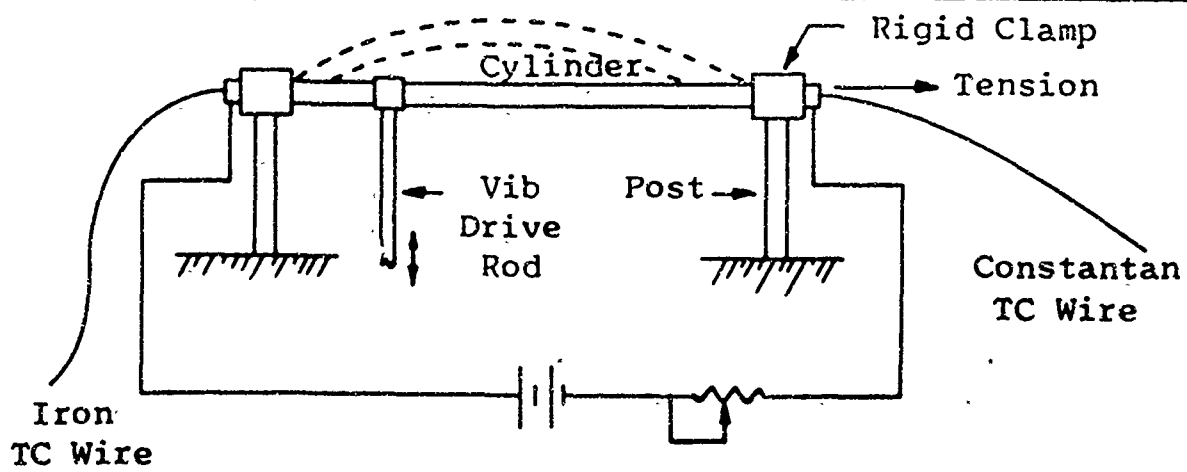 Rigid Clamp
Cylinder
Tension
Vib
Drive
Rod
Post
Constantan
TC Wire
Iron
TC Wire